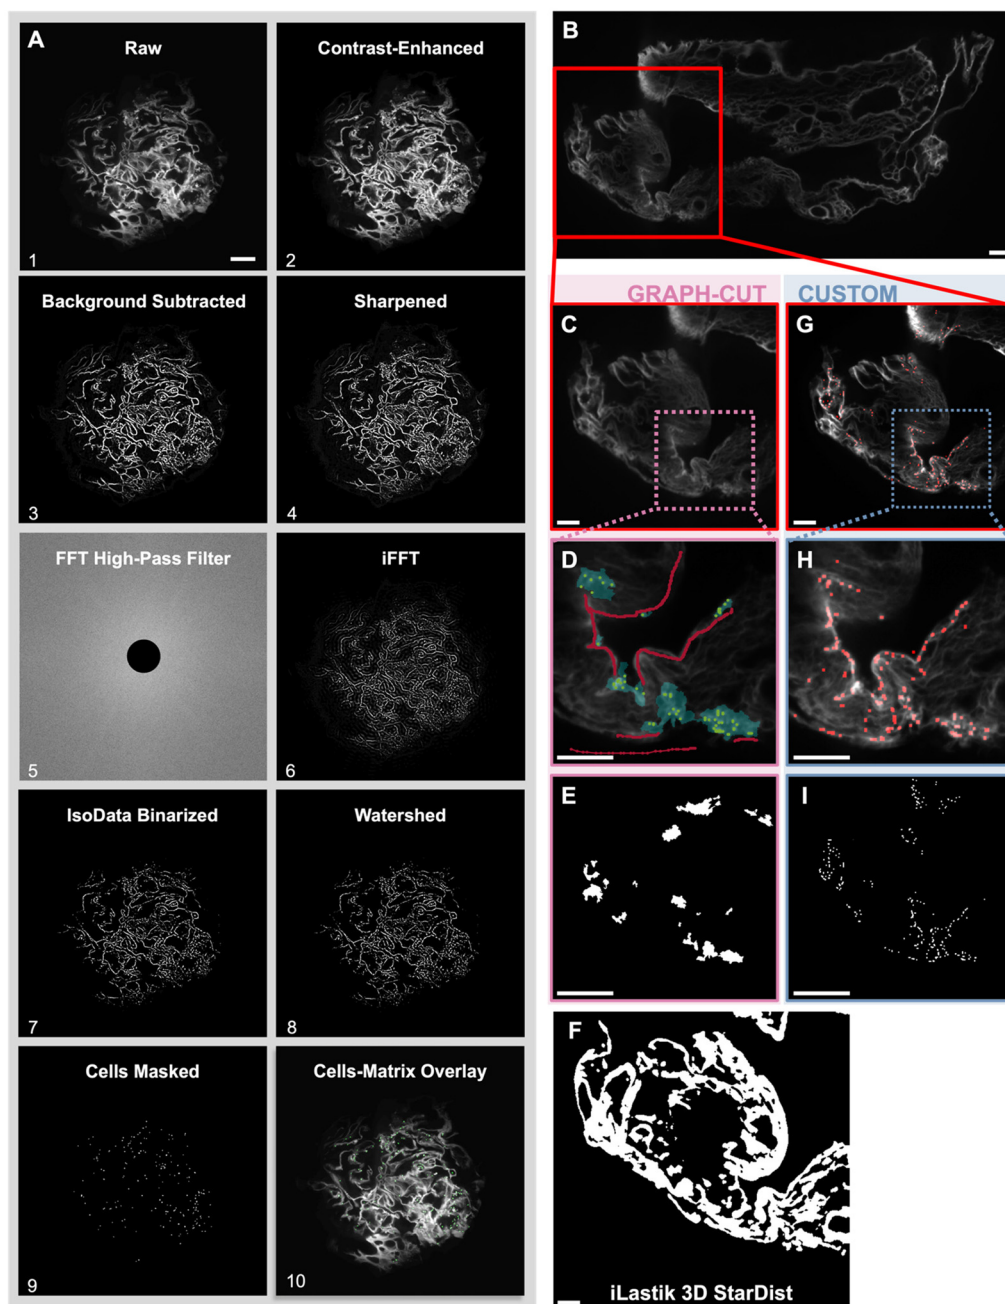 A
Raw
1
Contrast-Enhanced
2
Background Subtracted
3
Sharpened
4
FFT High-Pass Filter
5
iFFT
6
IsoData Binarized
7
Watershed
8
Cells Masked
9
Cells-Matrix Overlay
10
B
GRAPH-CUT
CUSTOM
C
G
D
H
E
I
F
iLastik 3D StarDist